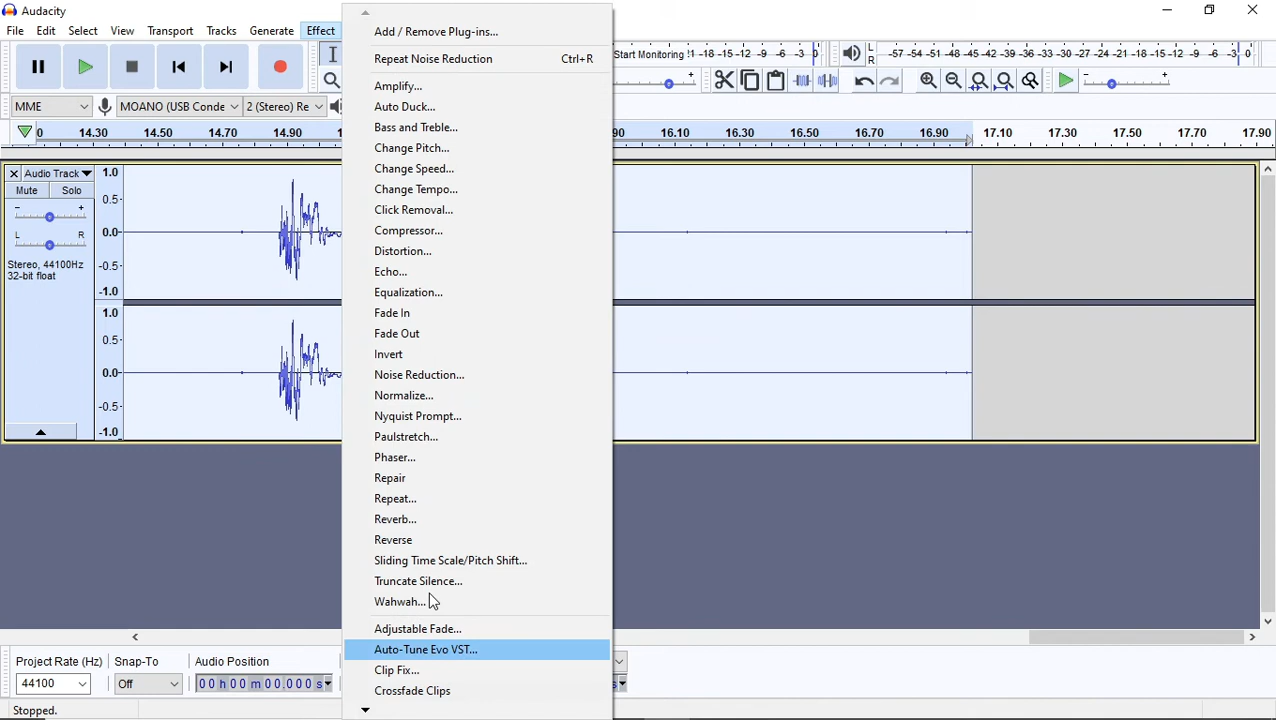 Audacity
File Edit Select View Transport Tracks Generate Effect
Add / Remove Plug-ins...
Repeat Noise Reduction Ctrl+R
Amplify...
Auto Duck...
Bass and Treble...
Change Pitch...
Change Speed...
Change Tempo...
Click Removal...
Compressor...
Distortion...
Echo...
Equalization...
Fade In
Fade Out
Invert
Noise Reduction...
Normalize...
Nyquist Prompt...
Paulstretch...
Phaser...
Repair
Repeat...
Reverb...
Reverse
Sliding Time Scale/Pitch Shift...
Truncate Silence...
Wahwah...
Adjustable Fade...
Auto-Tune Evo VST...
Clip Fix...
Crossfade Clips
Start Monitoring -18 -15 -12 -9 -6 -3 0
L R -57 -54 -51 -48 -45 -42 -39 -36 -33 -30 -27 -24 -21 -18 -15 -12 -9 -6 -3 0
MME MOANO (USB Conde 2 (Stereo) Re
0 14.30 14.50 14.70 14.90 .90 16.10 16.30 16.50 16.70 16.90 17.10 17.30 17.50 17.70 17.90
Audio Track
Mute Solo
- +
L R
Stereo, 44100Hz
32-bit float
1.0
0.5
0.0
-0.5
-1.0
1.0
0.5
0.0
-0.5
-1.0
Project Rate (Hz) Snap-To Audio Position
44100 Off 00 h 00 m 00.000 s
Stopped.